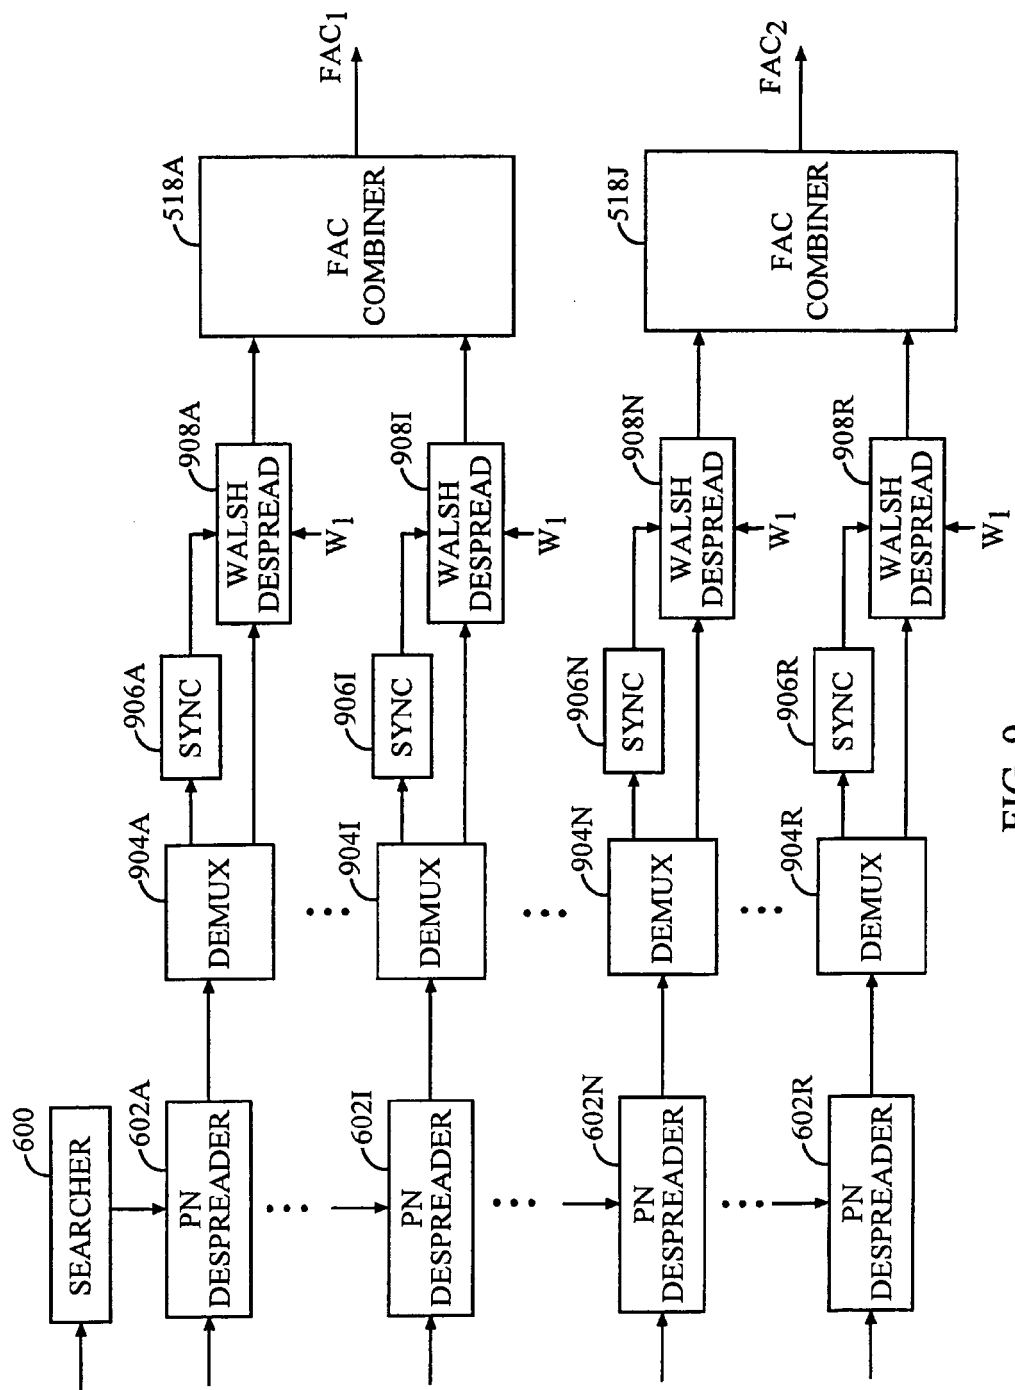 600
SEARCHER
602A
PN
DESPREADER
904A
DEMUX
906A
SYNC
908A
WALSH
DESPREAD
W1
518A
FAC
COMBINER
FAC1
602I
PN
DESPREADER
904I
DEMUX
906I
SYNC
908I
WALSH
DESPREAD
W1
602N
PN
DESPREADER
904N
DEMUX
906N
SYNC
908N
WALSH
DESPREAD
W1
518J
FAC
COMBINER
FAC2
602R
PN
DESPREADER
904R
DEMUX
906R
SYNC
908R
WALSH
DESPREAD
W1
FIG. 9